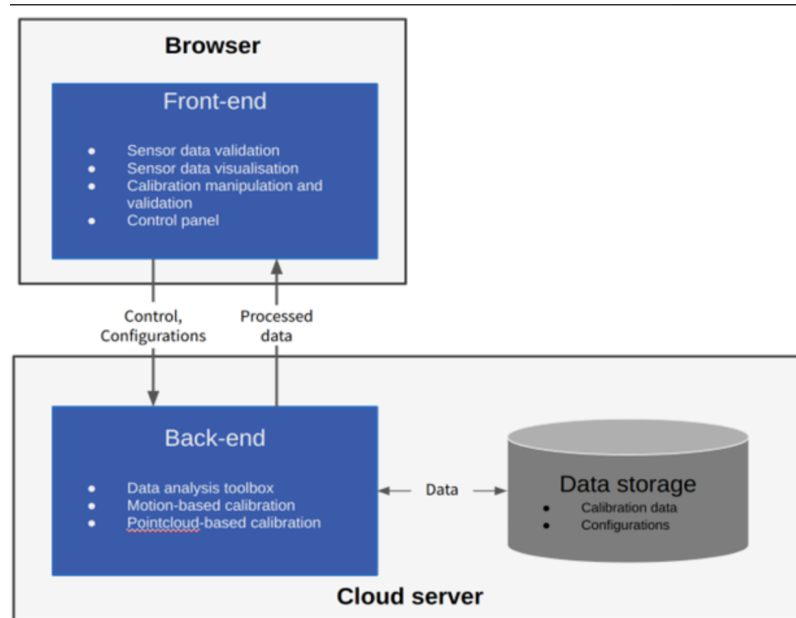 Browser
Front-end
● Sensor data validation
● Sensor data visualisation
● Calibration manipulation and
validation
● Control panel
Control,
Configurations
Processed
data
Back-end
● Data analysis toolbox
● Motion-based calibration
● Pointcloud-based calibration
Data
Data storage
● Calibration data
● Configurations
Cloud server